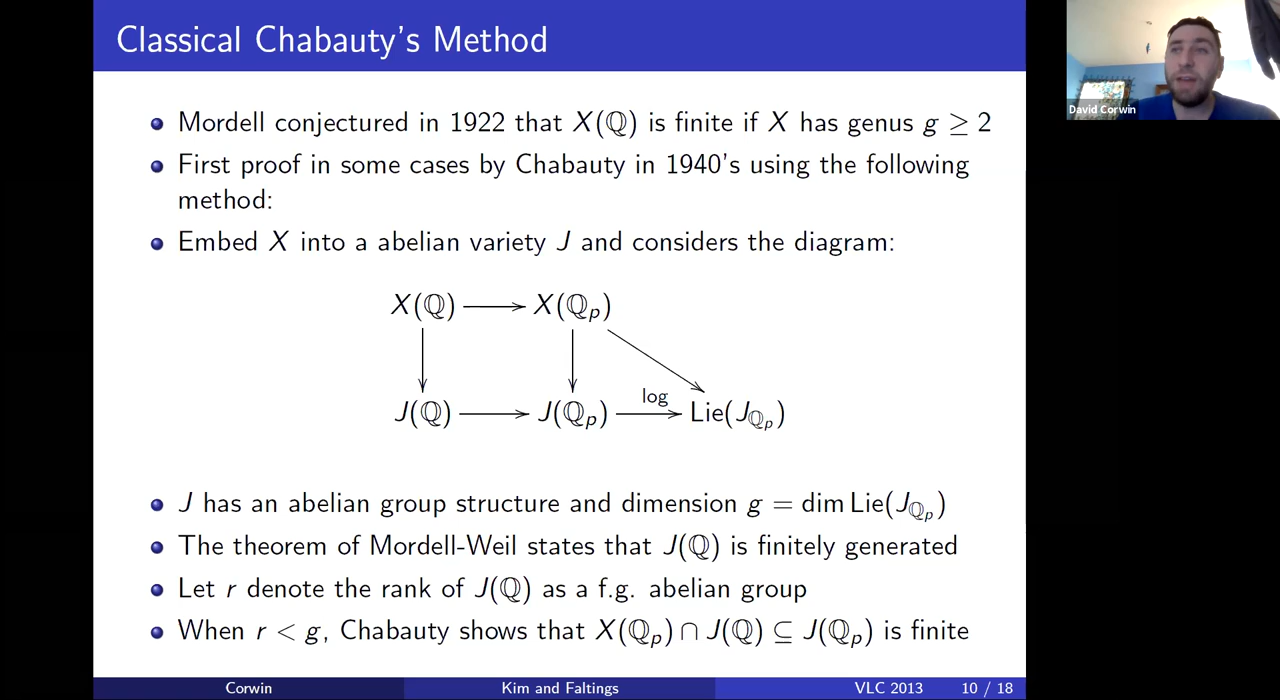 Classical Chabauty's Method
David Corwin
Mordell conjectured in 1922 that X(ℚ) is finite if X has genus g ≥ 2
First proof in some cases by Chabauty in 1940's using the following
method:
Embed X into a abelian variety J and considers the diagram:
X(ℚ) → X(ℚ_p)
log
J(ℚ) → J(ℚ_p) → Lie(J_{ℚ_p})
J has an abelian group structure and dimension g = dim Lie(J_{ℚ_p})
The theorem of Mordell-Weil states that J(ℚ) is finitely generated
Let r denote the rank of J(ℚ) as a f.g. abelian group
When r < g, Chabauty shows that X(ℚ_p) ∩ J(ℚ) ⊆ J(ℚ_p) is finite
Corwin Kim and Faltings VLC 2013 10 / 18